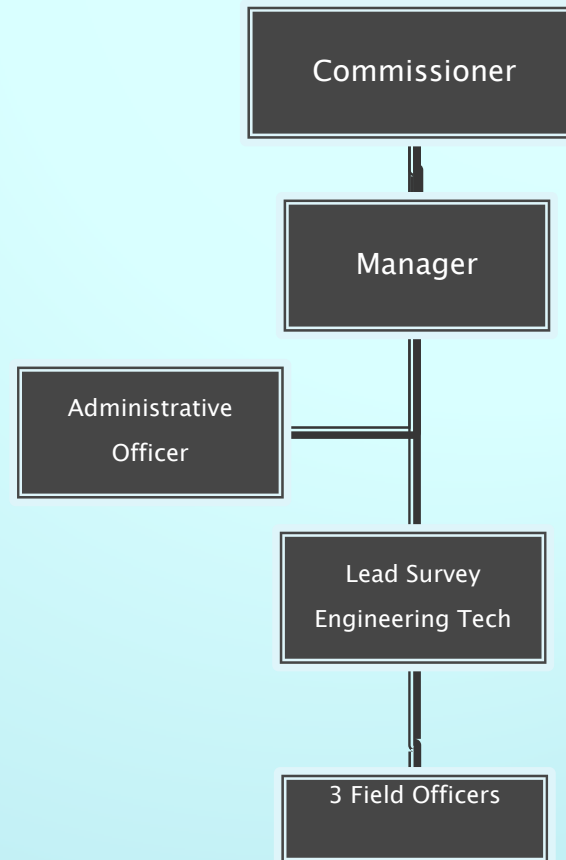 Commissioner
Manager
Administrative
Officer
Lead Survey
Engineering Tech
3 Field Officers